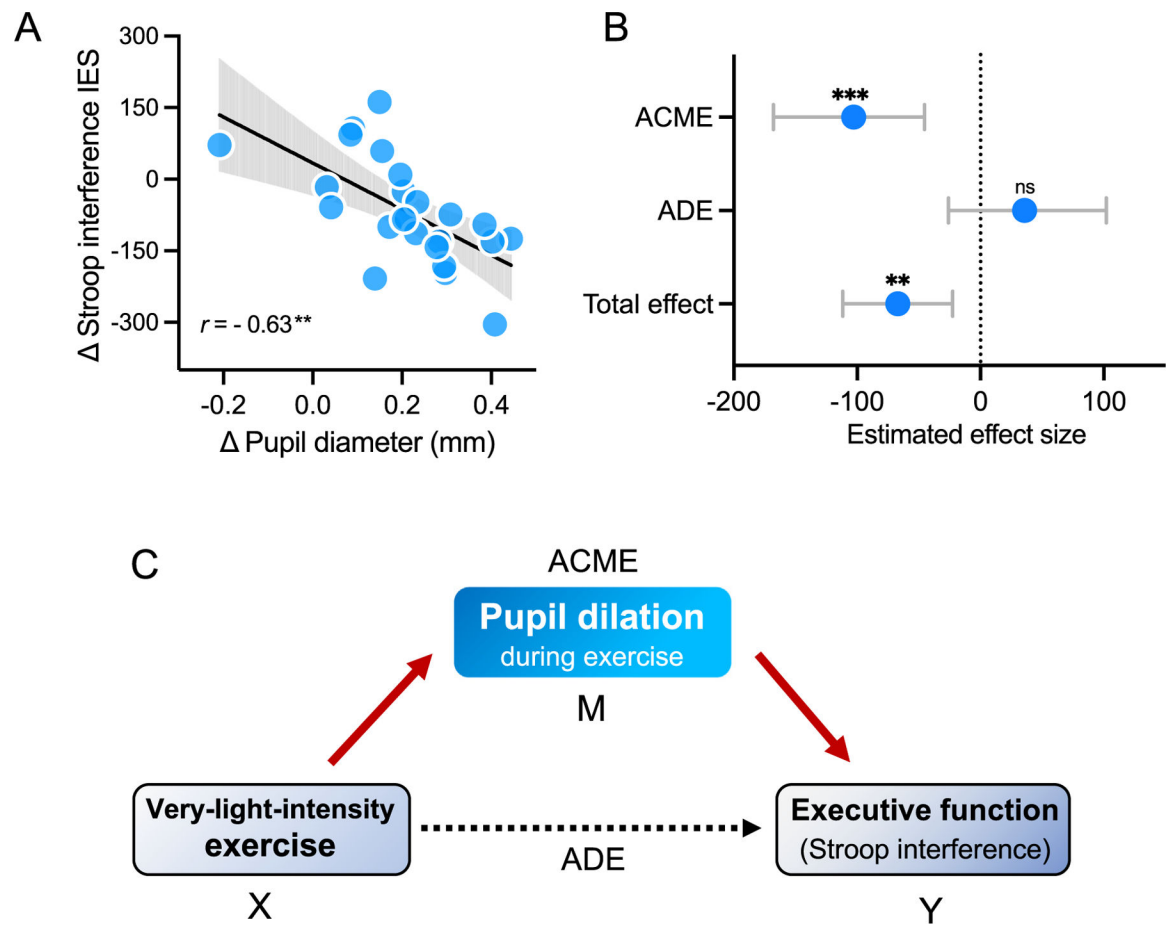 A
Δ Stroop interference IES
300
150
0
-150
-300
r = - 0.63**
-0.2
0.0
0.2
0.4
Δ Pupil diameter (mm)
B
ACME
ADE
Total effect
***
ns
**
-200
-100
0
100
Estimated effect size
C
ACME
Pupil dilation
during exercise
M
Very-light-intensity
exercise
X
ADE
Executive function
(Stroop interference)
Y